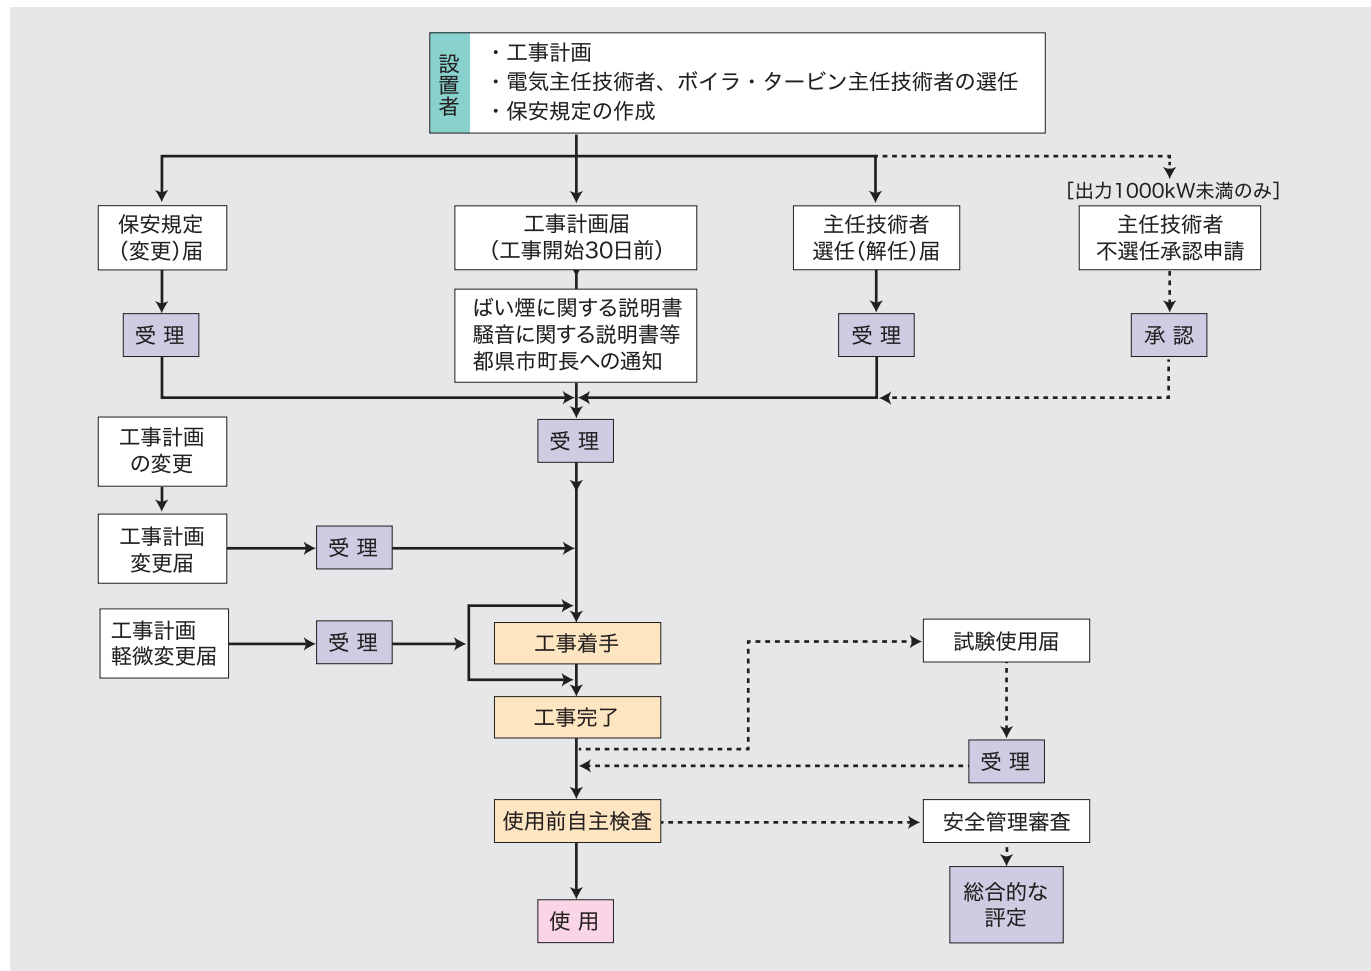 設置者
・工事計画
・電気主任技術者、ボイラ・タービン主任技術者の選任
・保安規定の作成
[出力1000kW未満のみ]
保安規定
(変更)届
工事計画届
(工事開始30日前)
主任技術者
選任(解任)届
主任技術者
不選任承認申請
ばい煙に関する説明書
騒音に関する説明書等
都県市町長への通知
受理
受理
承認
受理
工事計画
の変更
工事計画
変更届
受理
工事計画
軽微変更届
受理
工事着手
試験使用届
工事完了
受理
使用前自主検査
安全管理審査
総合的な
評定
使用